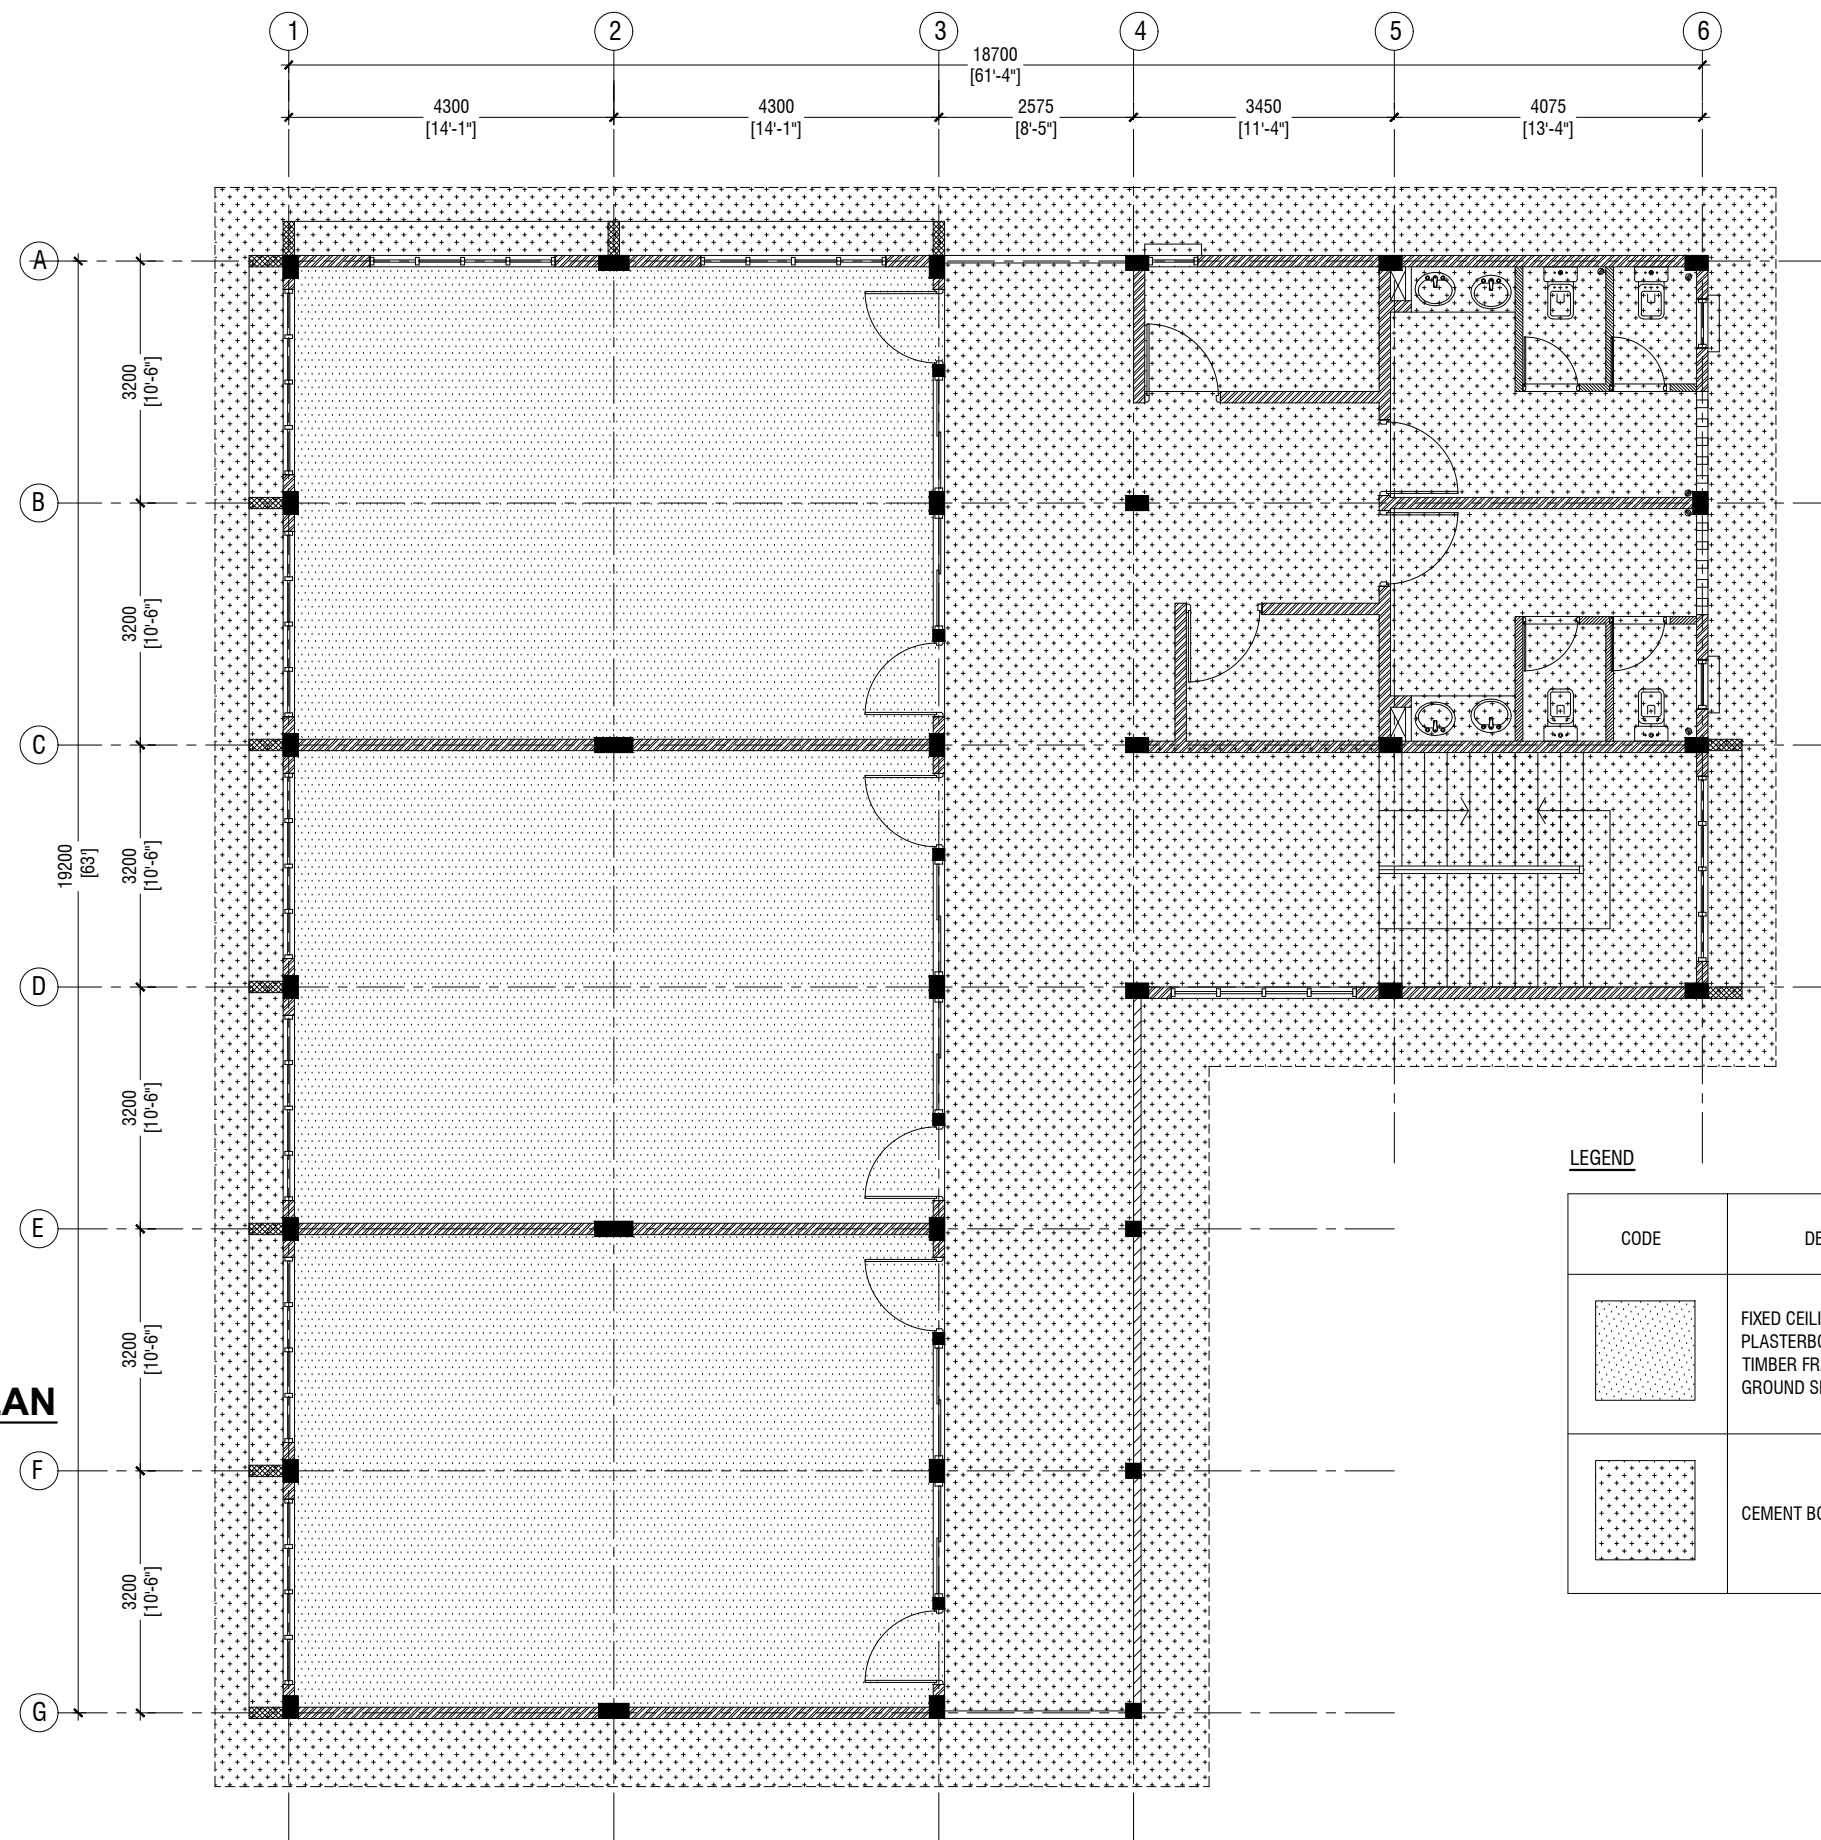 1 2 3 4 5 6
18700
[61'-4"]
4300 4300 2575 3450 4075
[14'-1"] [14'-1"] [8'-5"] [11'-4"] [13'-4"]
A
3200
[10'-6"]
B
3200
[10'-6"]
C
19200
[63']
3200
[10'-6"]
D
3200
[10'-6"]
E
3200
[10'-6"]
F
3200
[10'-6"]
G
AN
LEGEND
CODE DE
FIXED CEILI
PLASTERBO
TIMBER FR
GROUND S
CEMENT BO